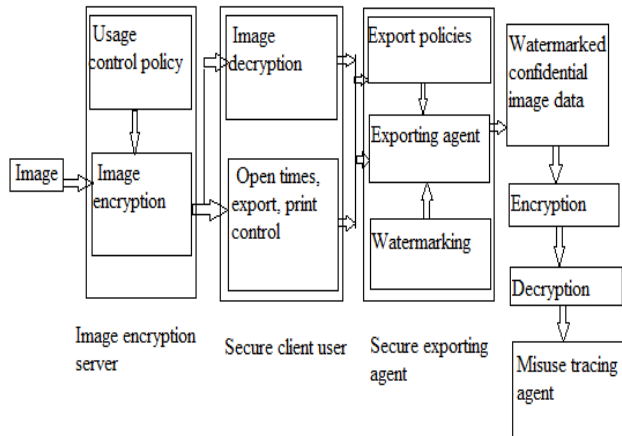 Image
Usage
control policy
Image
encryption
Image encryption
server
Image
decryption
Open times,
export, print
control
Secure client user
Export policies
Exporting agent
Watermarking
Secure exporting
agent
Watermarked
confidential
image data
Encryption
Decryption
Misuse tracing
agent